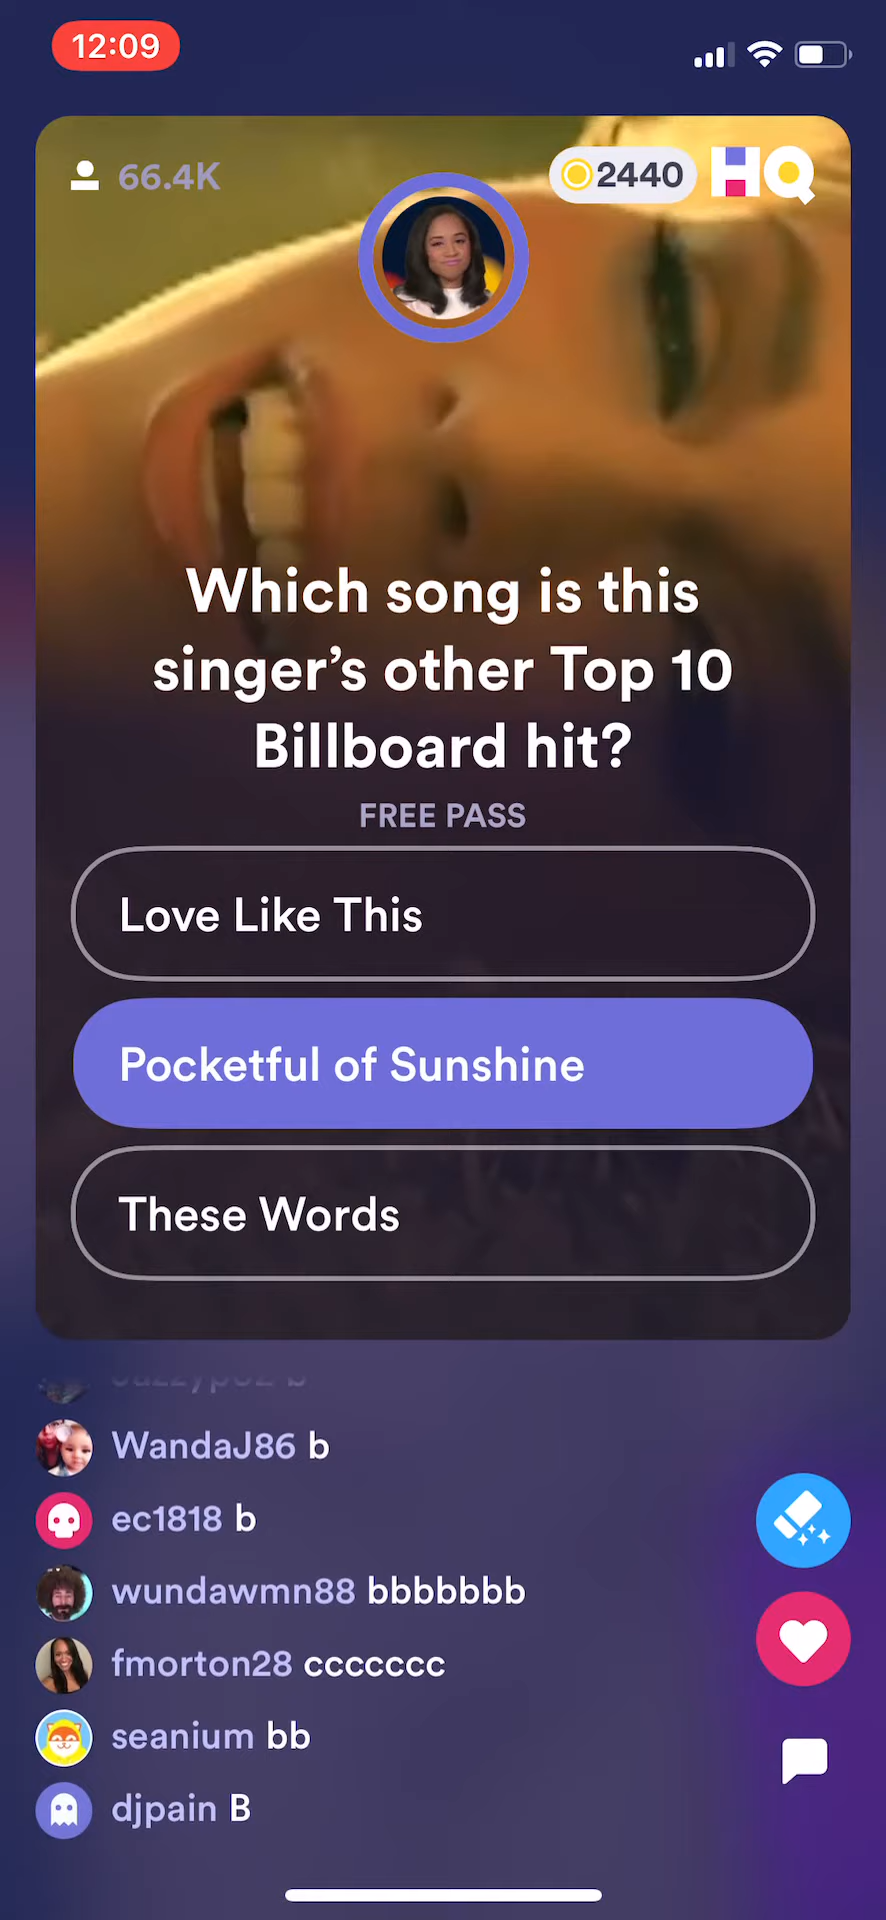 12:09
66.4K
2440
HQ
Which song is this
singer’s other Top 10
Billboard hit?
FREE PASS
Love Like This
Pocketful of Sunshine
These Words
WandaJ86 b
ec1818 b
wundawmn88 bbbbbbb
fmorton28 ccccccc
seanium bb
djpain B